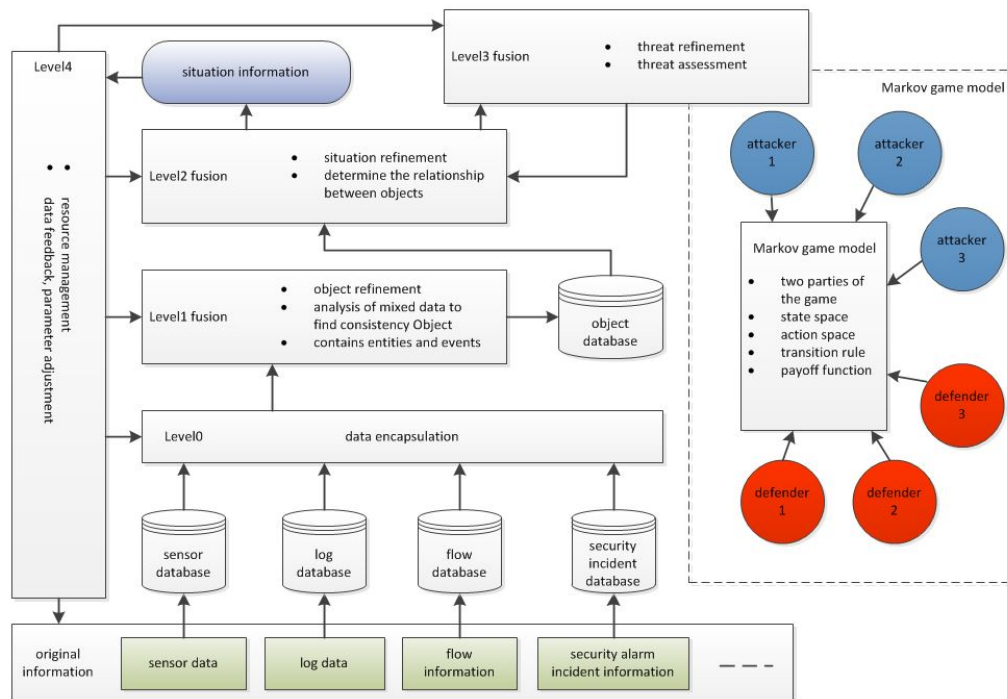 Level4
resource management
data feedback, parameter adjustment
situation information
Level3 fusion
threat refinement
threat assessment
Level2 fusion
situation refinement
determine the relationship
between objects
Level1 fusion
object refinement
analysis of mixed data to
find consistency Object
contains entities and events
object
database
Level0
data encapsulation
sensor
database
log
database
flow
database
security
incident
database
original
information
sensor data
log data
flow
information
security alarm
incident information
Markov game model
attacker
1
attacker
2
attacker
3
Markov game model
two parties of
the game
state space
action space
transition rule
payoff function
defender
3
defender
1
defender
2